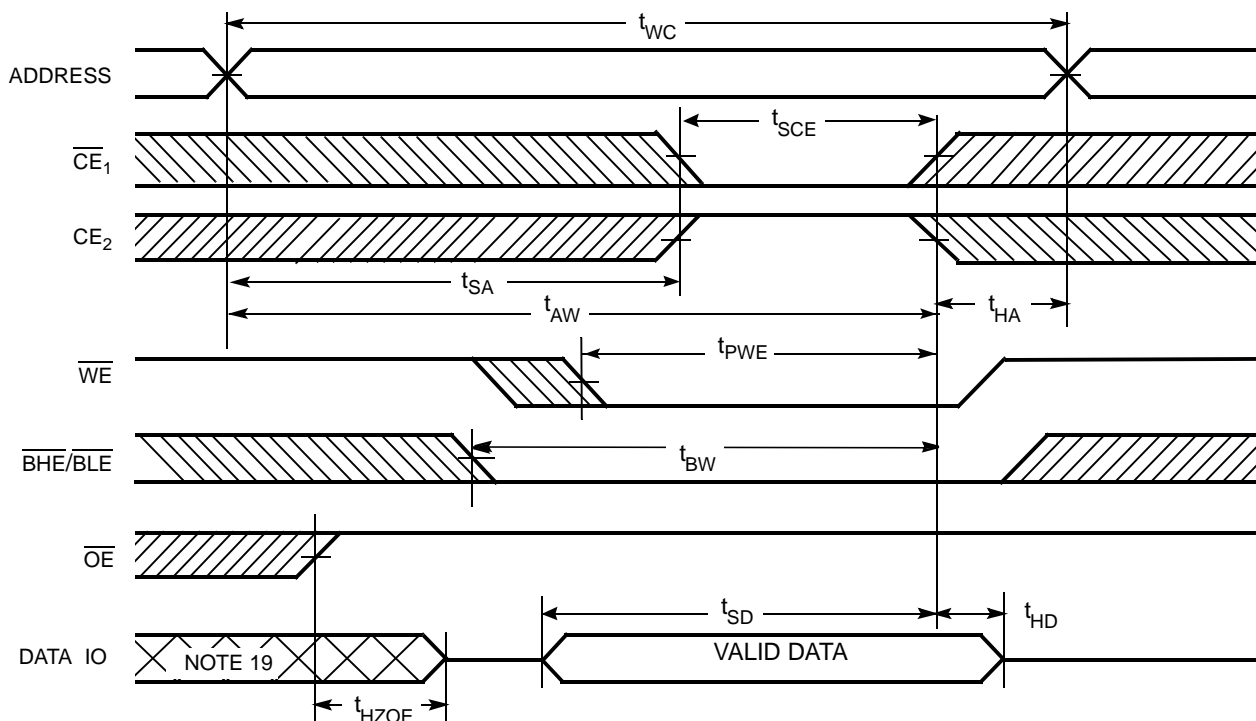 tWC
ADDRESS
tSCE
CE1
CE2
tSA
tAW
tHA
tPWE
WE
BHE/BLE
tBW
OE
tSD
tHD
DATA IO
NOTE 19
VALID DATA
tHZOE